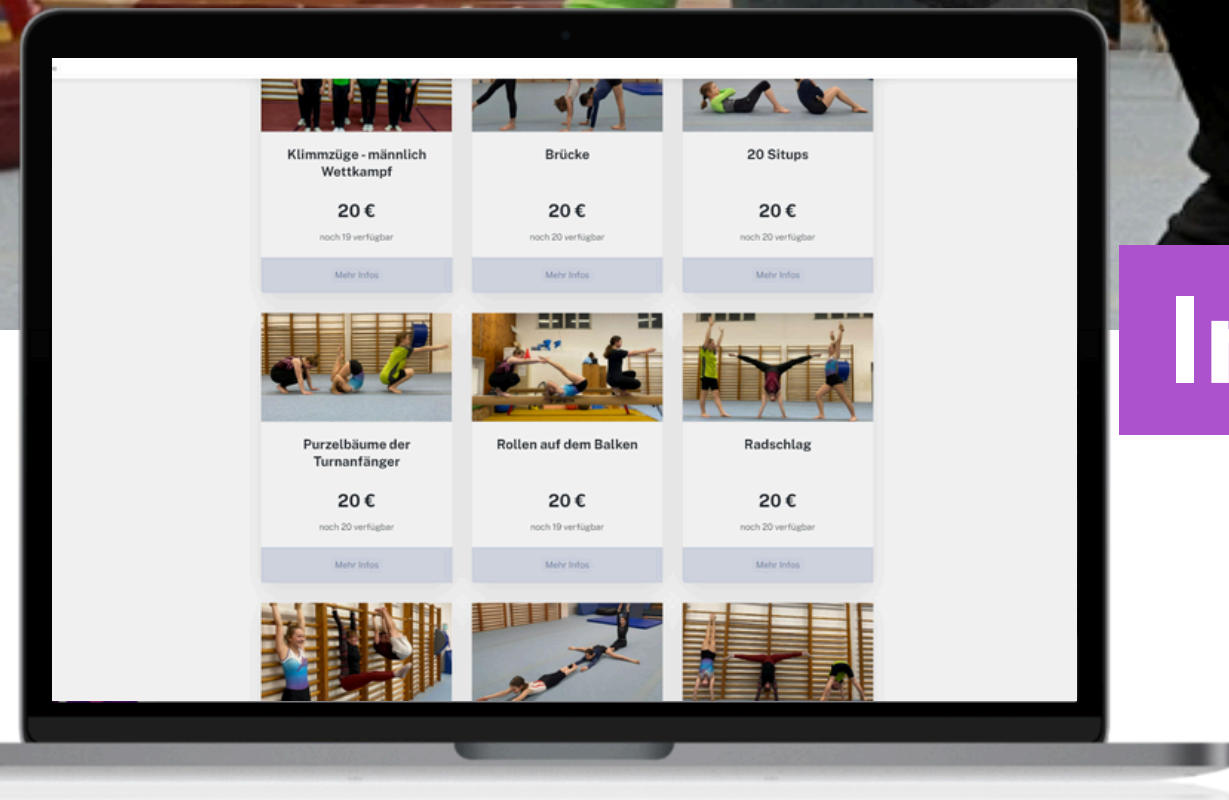 Klimmzüge - männlich
Wettkampf
20 €
noch 19 verfügbar
Mehr Infos
Brücke
20 €
noch 20 verfügbar
Mehr Infos
20 Situps
20 €
noch 20 verfügbar
Mehr Infos
Purzelbäume der
Turnanfänger
20 €
noch 20 verfügbar
Mehr Infos
Rollen auf dem Balken
20 €
noch 19 verfügbar
Mehr Infos
Radschlag
20 €
noch 20 verfügbar
Mehr Infos